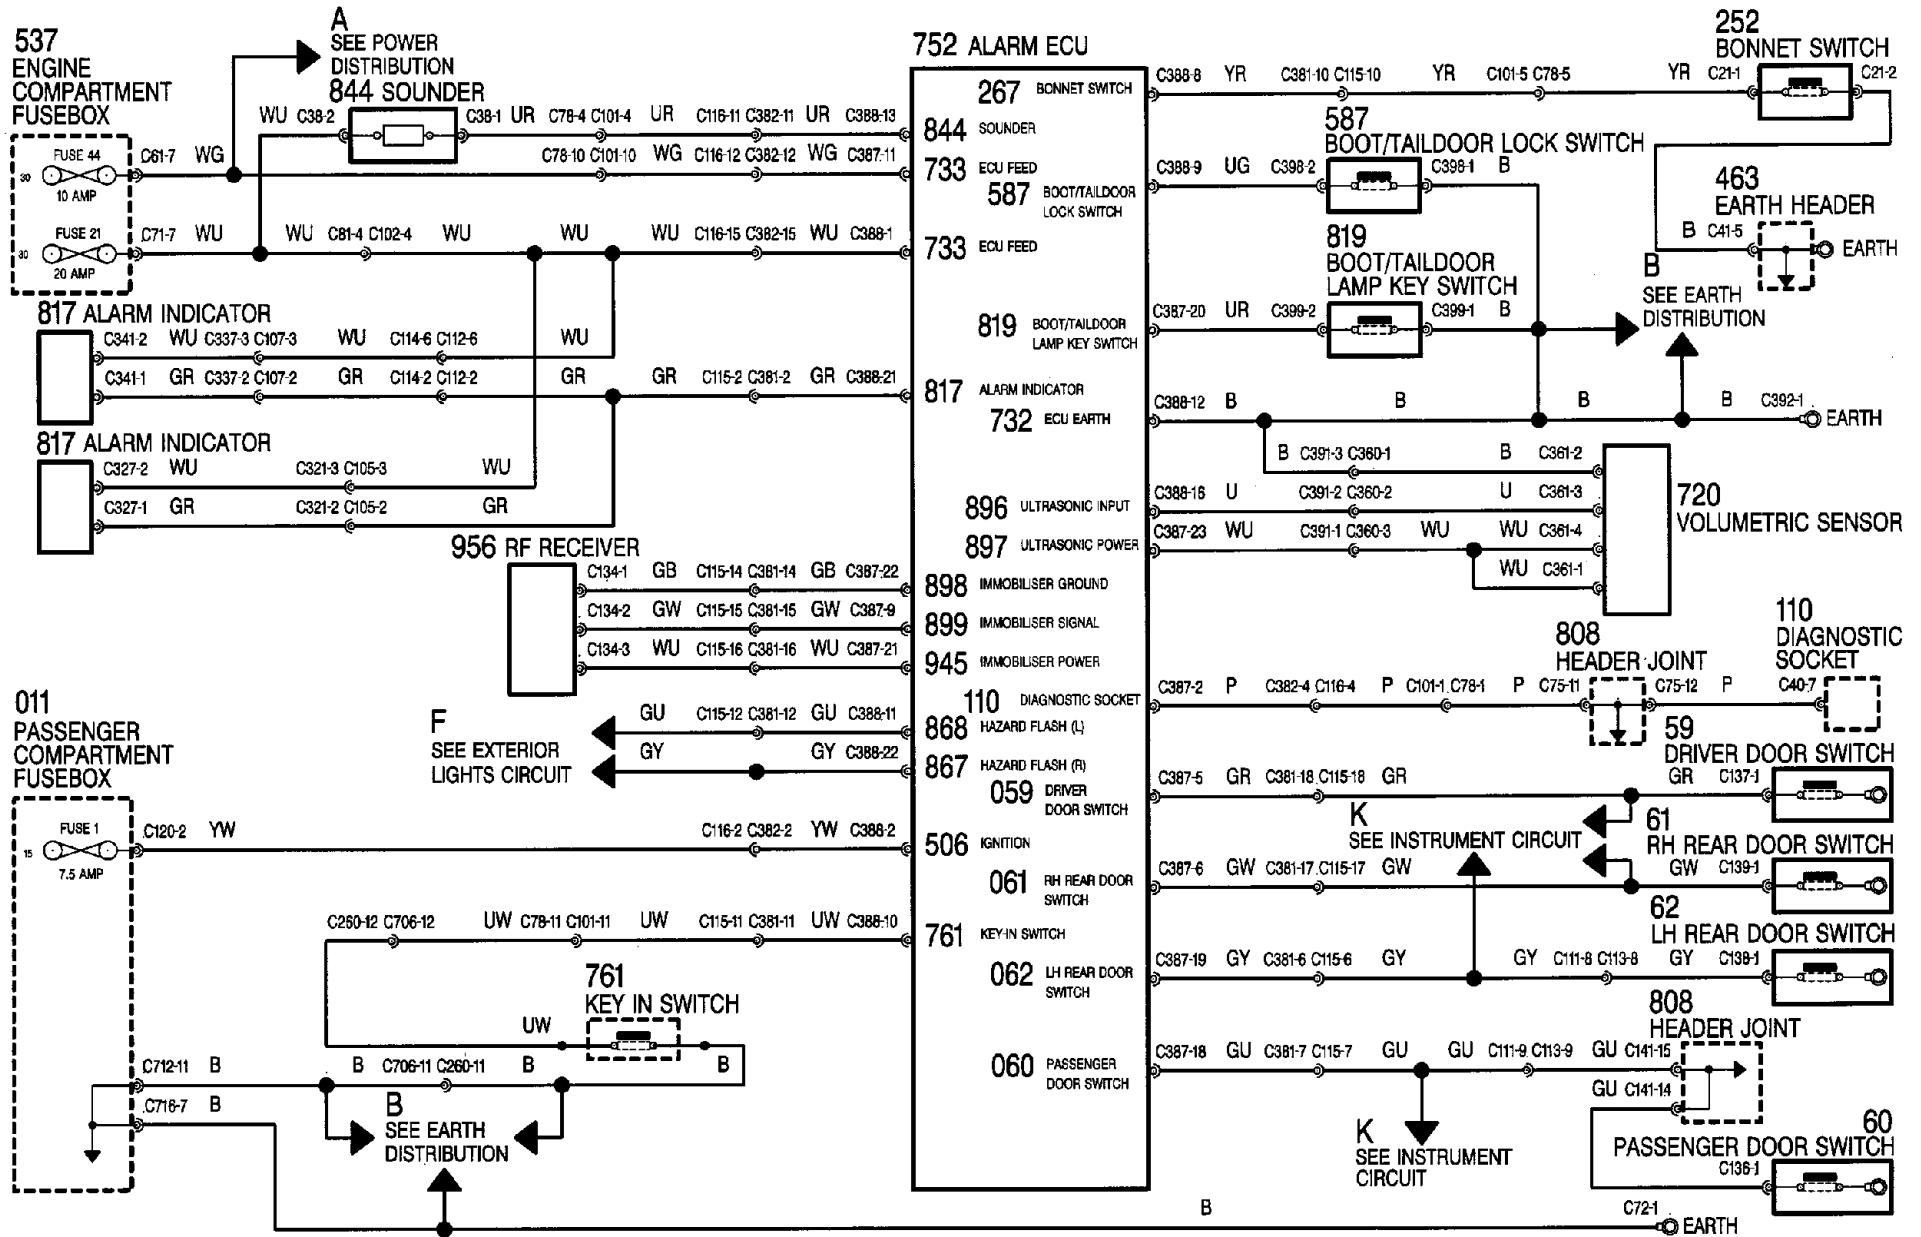 537
ENGINE
COMPARTMENT
FUSEBOX
FUSE 44
30
10 AMP
FUSE 21
30
20 AMP
A
SEE POWER
DISTRIBUTION
844 SOUNDER
WU C38-2
C38-1 UR C78-4 C101-4 UR C116-11 C382-11 UR C388-13
C61-7 WG
C78-10 C101-10 WG C116-12 C382-12 WG C387-11
C71-7 WU WU C81-4 C102-4 WU WU WU C116-15 C382-15 WU C388-1
817 ALARM INDICATOR
C341-2 WU C337-3 C107-3 WU C114-6 C112-6 WU
C341-1 GR C337-2 C107-2 GR C114-2 C112-2 GR GR C115-2 C381-2 GR C388-21
817 ALARM INDICATOR
C327-2 WU C321-3 C105-3 WU
C327-1 GR C321-2 C105-2 GR
956 RF RECEIVER
C134-1 GB C115-14 C381-14 GB C387-22
C134-2 GW C115-15 C381-15 GW C387-9
C134-3 WU C115-16 C381-16 WU C387-21
F
SEE EXTERIOR
LIGHTS CIRCUIT
GU C115-12 C381-12 GU C388-11
GY GY C388-22
011
PASSENGER
COMPARTMENT
FUSEBOX
FUSE 1
15
7.5 AMP
C120-2 YW C116-2 C382-2 YW C388-2
C260-12 C706-12 UW C78-11 C101-11 UW C115-11 C381-11 UW C388-10
761
KEY IN SWITCH
UW
C712-11 B B C706-11 C260-11 B B
C716-7 B
B
SEE EARTH
DISTRIBUTION
752 ALARM ECU
267 BONNET SWITCH
844 SOUNDER
733 ECU FEED
587 BOOT/TAILDOOR
LOCK SWITCH
733 ECU FEED
819 BOOT/TAILDOOR
LAMP KEY SWITCH
817 ALARM INDICATOR
732 ECU EARTH
896 ULTRASONIC INPUT
897 ULTRASONIC POWER
898 IMMOBILISER GROUND
899 IMMOBILISER SIGNAL
945 IMMOBILISER POWER
110 DIAGNOSTIC SOCKET
868 HAZARD FLASH (L)
867 HAZARD FLASH (R)
059 DRIVER
DOOR SWITCH
506 IGNITION
061 RH REAR DOOR
SWITCH
761 KEY-IN SWITCH
062 LH REAR DOOR
SWITCH
060 PASSENGER
DOOR SWITCH
252
BONNET SWITCH
C388-8 YR C381-10 C115-10 YR C101-5 C78-5 YR C21-1 C21-2
587
BOOT/TAILDOOR LOCK SWITCH
C388-9 UG C398-2 C398-1 B
463
EARTH HEADER
B C41-5 EARTH
819
BOOT/TAILDOOR
LAMP KEY SWITCH
C387-20 UR C399-2 C399-1 B
B
SEE EARTH
DISTRIBUTION
C388-12 B B B B C392-1 EARTH
B C391-3 C360-1 B C361-2
C388-16 U C391-2 C360-2 U C361-3
C387-23 WU C391-1 C360-3 WU WU C361-4
WU C361-1
720
VOLUMETRIC SENSOR
808
HEADER JOINT
110
DIAGNOSTIC
SOCKET
C387-2 P C382-4 C116-4 P C101-1 C78-1 P C75-11 C75-12 P C40-7
59
DRIVER DOOR SWITCH
C387-5 GR C381-18 C115-18 GR GR C137-1
K
SEE INSTRUMENT CIRCUIT
61
RH REAR DOOR SWITCH
C387-6 GW C381-17 C115-17 GW GW C139-1
62
LH REAR DOOR SWITCH
C387-19 GY C381-6 C115-6 GY GY C111-8 C113-8 GY C138-1
808
HEADER JOINT
C387-18 GU C381-7 C115-7 GU GU C111-9 C113-9 GU C141-15
GU C141-14
K
SEE INSTRUMENT
CIRCUIT
60
PASSENGER DOOR SWITCH
C136-1
B C72-1 EARTH